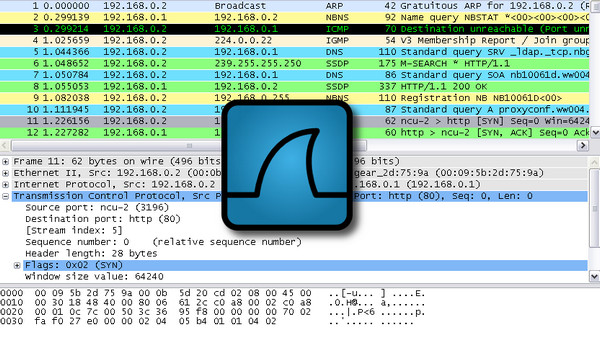 1 0.000000 192.168.0.2 Broadcast ARP 42 Gratuitous ARP for 192.168.0.2 (R
2 0.299139 192.168.0.1 192.168.0.2 NBNS 92 Name query NBSTAT *<00><00><00><00
3 0.299214 192.168.0.2 192.168.0.1 ICMP 70 Destination unreachable (Port unr
4 1.025659 192.168.0.2 224.0.0.22 IGMP 54 V3 Membership Report / Join group
5 1.044366 192.168.0.2 192.168.0.1 DNS 110 Standard query SRV _ldap._tcp.nb
6 1.048652 192.168.0.2 239.255.255.250 SSDP 175 M-SEARCH * HTTP/1.1
7 1.050784 192.168.0.1 DNS 86 Standard query SOA nb10061d.ww004
8 1.055053 192.168.0.1 SSDP 337 HTTP/1.1 200 OK
9 1.082038 192.168.0.2 192.168.0.255 NBNS 110 Registration NB NB10061D<00>
10 1.111945 192.168.0.2 DNS 87 Standard query A proxyconf.ww004.
11 1.226156 192.168.0.2 TCP 62 ncu-2 > http [SYN] Seq=0 Win=6424
12 1.227282 192.168.0.1 TCP 60 http > ncu-2 [SYN, ACK] Seq=0 Ack
Frame 11: 62 bytes on wire (496 bits) 496 bits)
Ethernet II, Src: 192.168.0.2 (00:0b gear_2d:75:9a (00:09:5b:2d:75:9a)
Internet Protocol, Src: 192.168.0.2 .0.1 (192.168.0.1)
Transmission Control Protocol, Src P Port: http (80), Seq: 0, Len: 0
Source port: ncu-2 (3196)
Destination port: http (80)
[Stream index: 5]
Sequence number: 0 (relative sequence number)
Header length: 28 bytes
Flags: 0x02 (SYN)
Window size value: 64240
0000 00 09 5b 2d 75 9a 00 0b 5d 20 cd 02 08 00 45 00 ..[-u... ] ....E.
0010 00 30 18 48 40 00 80 06 61 2c c0 a8 00 02 c0 a8 .0.H@... a,......
0020 00 01 0c 7c 00 50 3c 36 95 f8 00 00 00 00 70 02 ...|.P<6 ......p.
0030 fa f0 27 e0 00 00 02 04 05 b4 01 01 04 02 ..'..... ......